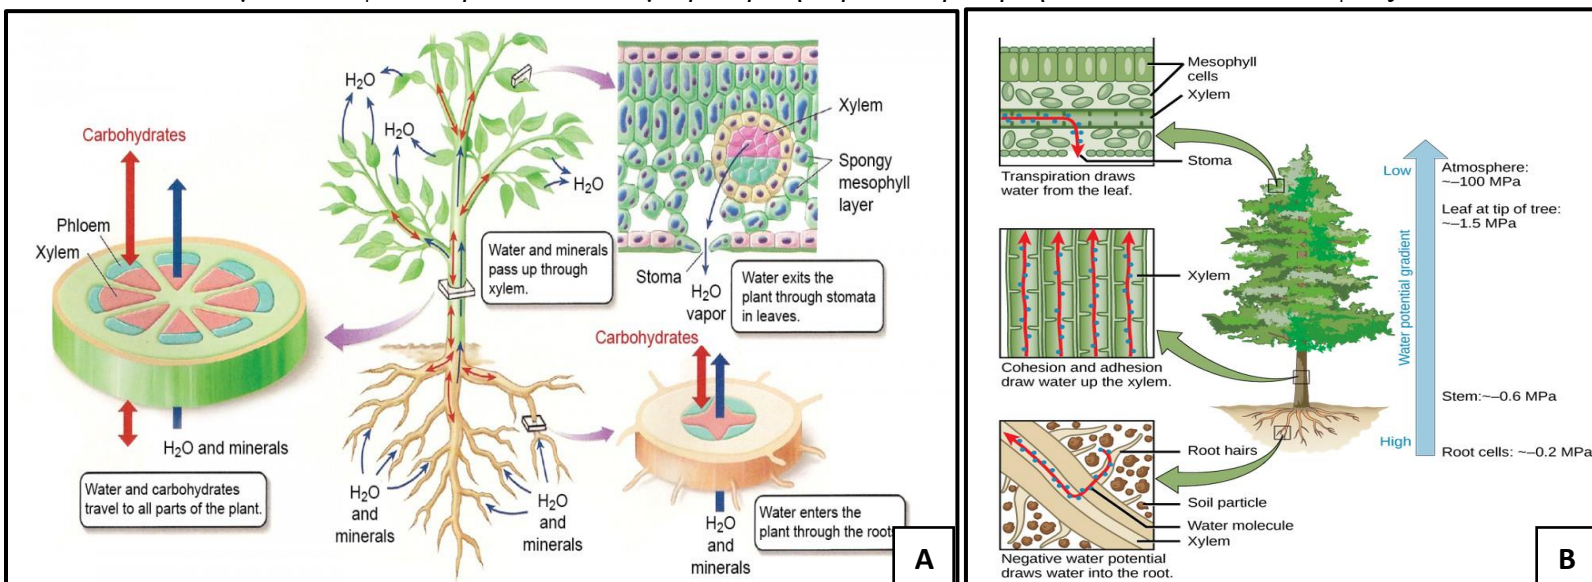 H₂O
Carbohydrates
H₂O
Xylem
Phloem
Xylem
H₂O
Spongy
mesophyll
layer
Water and minerals
pass up through
xylem.
Stoma
H₂O
vapor
Water exits the
plant through stomata
in leaves.
Carbohydrates
H₂O and minerals
Water and carbohydrates
travel to all parts of the plant.
H₂O
and
minerals
H₂O
and
minerals
H₂O
and
minerals
Water enters the
plant through the root
A
Mesophyll
cells
Xylem
Stoma
Transpiration draws
water from the leaf.
Xylem
Cohesion and adhesion
draw water up the xylem.
Root hairs
Soil particle
Water molecule
Xylem
Negative water potential
draws water into the root.
Low
Water potential gradient
High
Atmosphere:
~–100 MPa
Leaf at tip of tree:
~–1.5 MPa
Stem:~–0.6 MPa
Root cells: ~–0.2 MPa
B